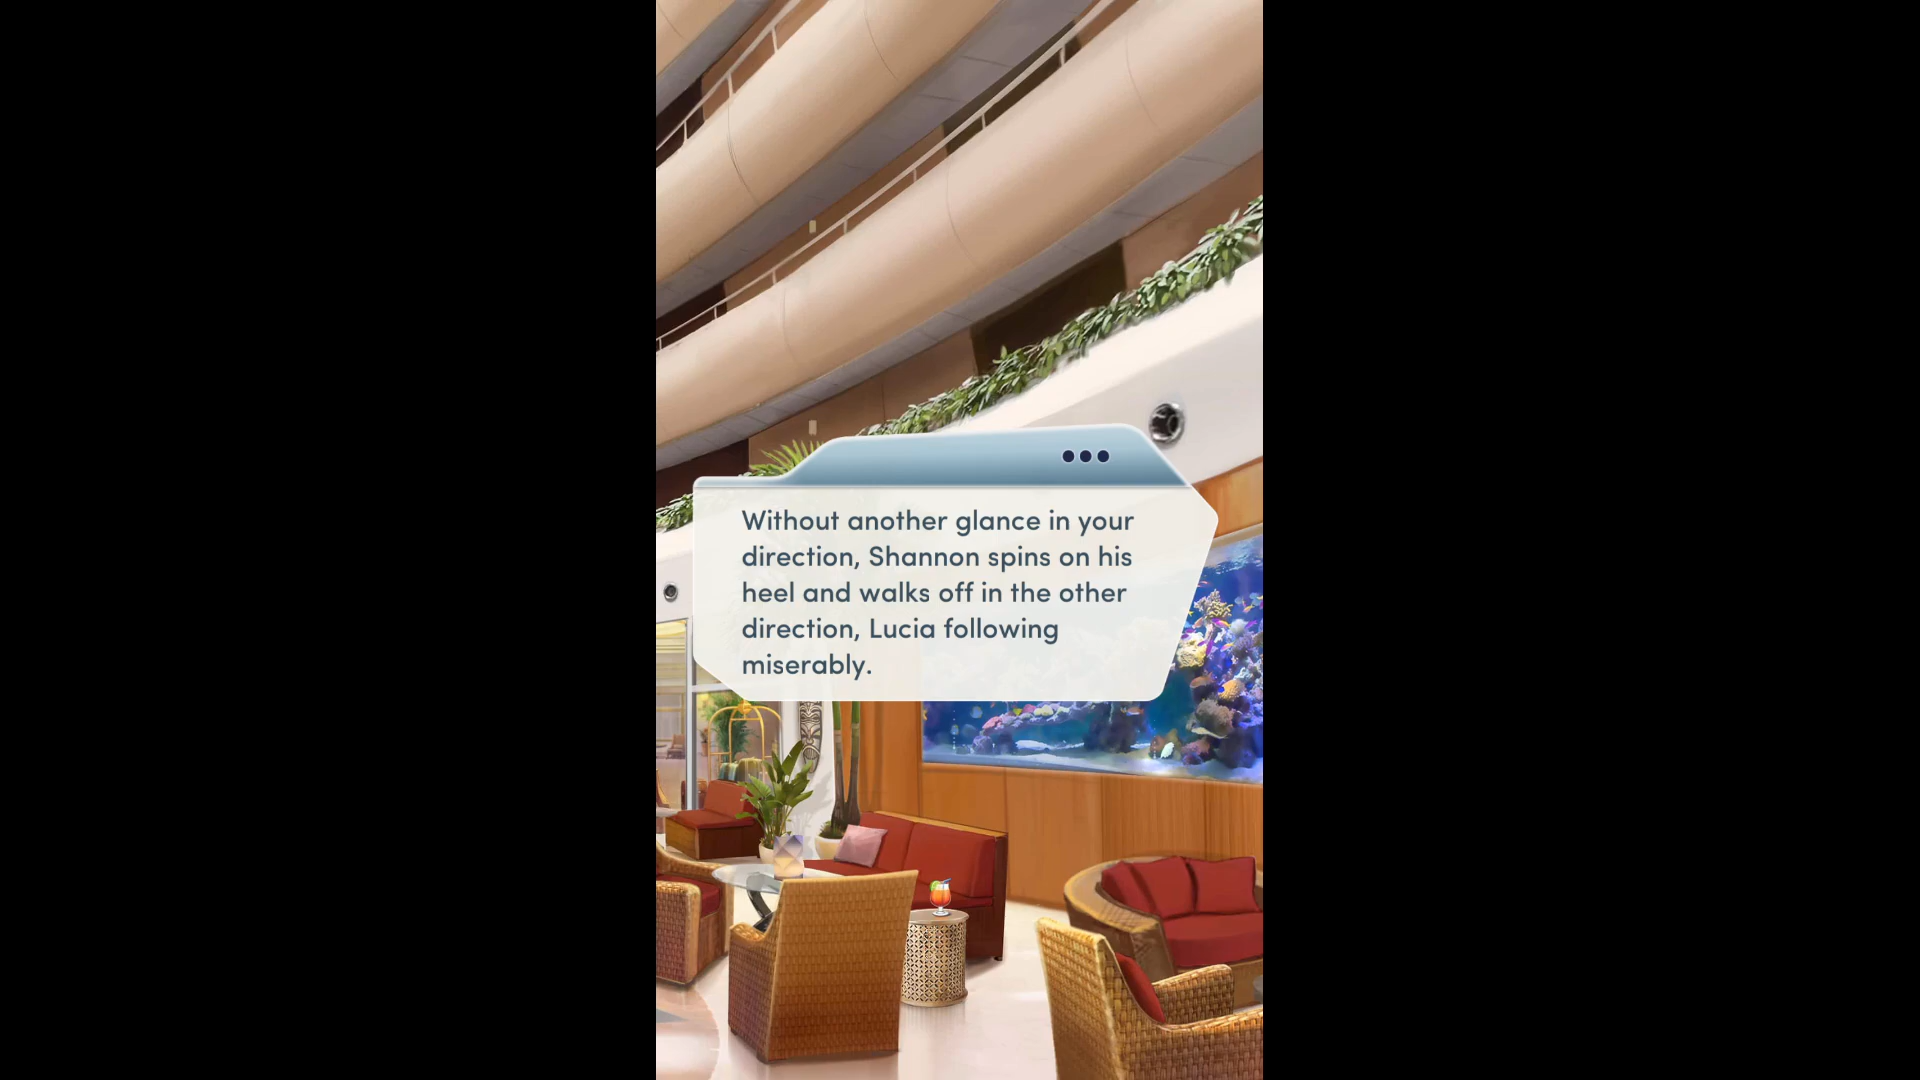 Without another glance in your
direction, Shannon spins on his
heel and walks off in the other
direction, Lucia following
miserably.